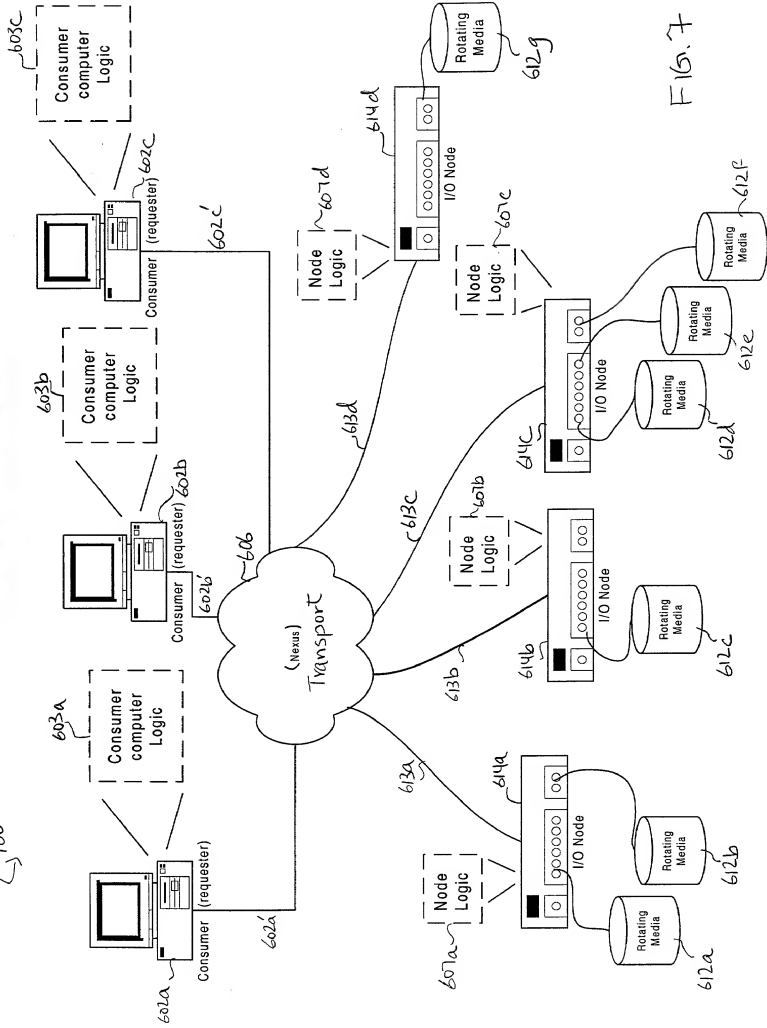 603a
Consumer
computer
Logic
602a
Consumer (requester)
602a'
603b
Consumer
computer
Logic
602b
Consumer (requester)
602b'
603c
Consumer
computer
Logic
602c
Consumer (requester)
602c'
606
(Nexus)
Transport
613a
613b
613c
613d
607a
Node
Logic
614a
I/O Node
Rotating
Media
612a
Rotating
Media
612b
607b
Node
Logic
614b
I/O Node
Rotating
Media
612c
607c
Node
Logic
614c
I/O Node
Rotating
Media
612d
Rotating
Media
612e
Rotating
Media
612f
607d
Node
Logic
614d
I/O Node
Rotating
Media
612g
FIG. 7